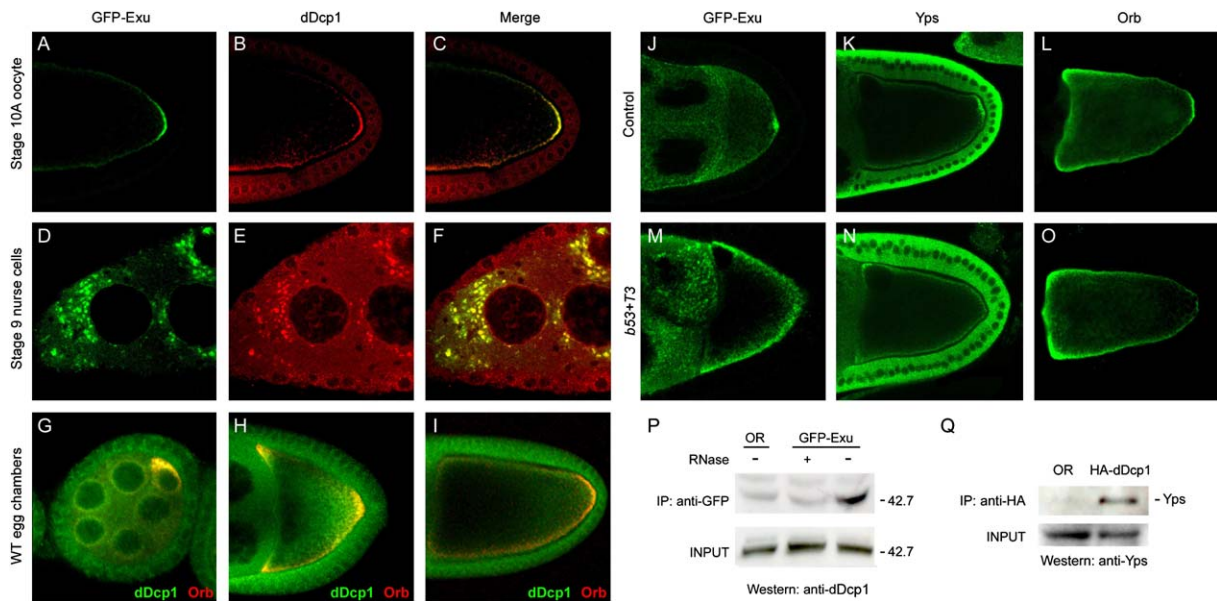 GFP-Exu dDcp1 Merge GFP-Exu Yps Orb
Stage 10A oocyte
A B C
Control
J K L
Stage 9 nurse cells
D E F
b53+T3
M N O
WT egg chambers
G H I
dDcp1 Orb dDcp1 Orb dDcp1 Orb
P
OR GFP-Exu
RNase - + -
IP: anti-GFP - 42.7
INPUT - 42.7
Western: anti-dDcp1
Q
OR HA-dDcp1
IP: anti-HA - Yps
INPUT
Western: anti-Yps